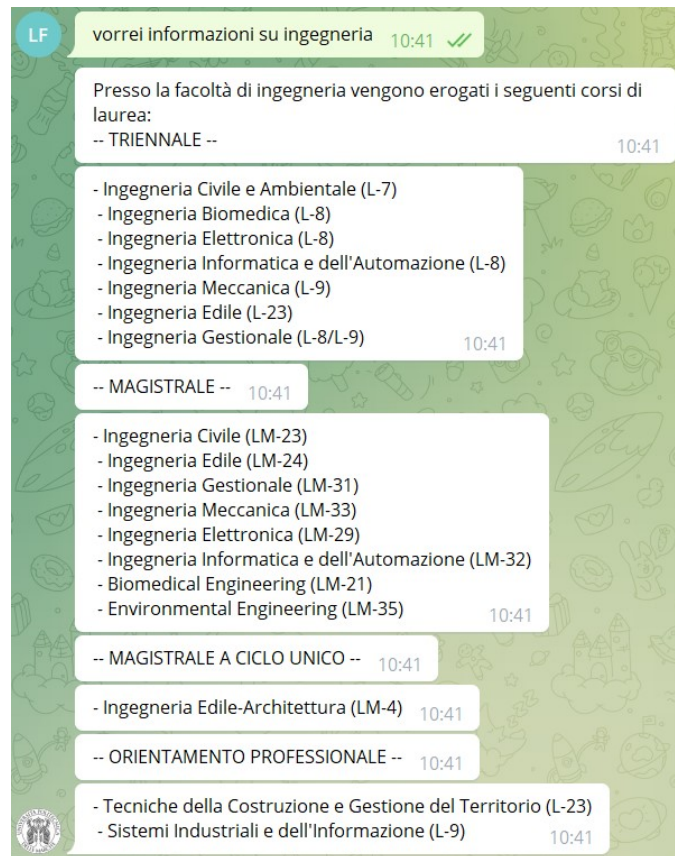 LF
vorrei informazioni su ingegneria 10:41
Presso la facoltà di ingegneria vengono erogati i seguenti corsi di
laurea:
-- TRIENNALE -- 10:41
- Ingegneria Civile e Ambientale (L-7)
- Ingegneria Biomedica (L-8)
- Ingegneria Elettronica (L-8)
- Ingegneria Informatica e dell'Automazione (L-8)
- Ingegneria Meccanica (L-9)
- Ingegneria Edile (L-23)
- Ingegneria Gestionale (L-8/L-9) 10:41
-- MAGISTRALE -- 10:41
- Ingegneria Civile (LM-23)
- Ingegneria Edile (LM-24)
- Ingegneria Gestionale (LM-31)
- Ingegneria Meccanica (LM-33)
- Ingegneria Elettronica (LM-29)
- Ingegneria Informatica e dell'Automazione (LM-32)
- Biomedical Engineering (LM-21)
- Environmental Engineering (LM-35) 10:41
-- MAGISTRALE A CICLO UNICO -- 10:41
- Ingegneria Edile-Architettura (LM-4) 10:41
-- ORIENTAMENTO PROFESSIONALE -- 10:41
- Tecniche della Costruzione e Gestione del Territorio (L-23)
- Sistemi Industriali e dell'Informazione (L-9) 10:41